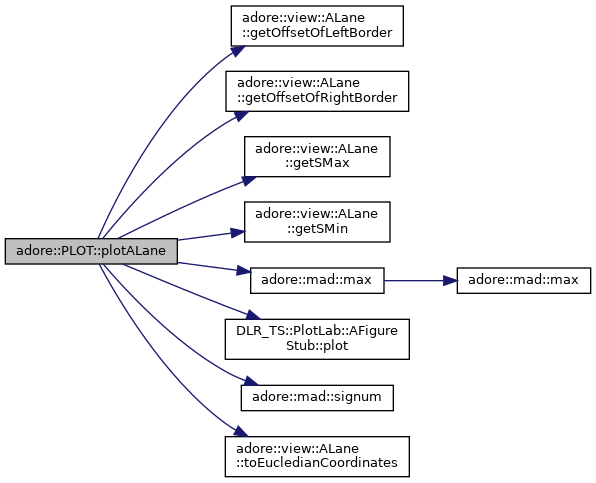 adore::view::ALane
::getOffsetOfLeftBorder
adore::view::ALane
::getOffsetOfRightBorder
adore::view::ALane
::getSMax
adore::view::ALane
::getSMin
adore::PLOT::plotALane
adore::mad::max
adore::mad::max
DLR_TS::PlotLab::AFigure
Stub::plot
adore::mad::signum
adore::view::ALane
::toEucledianCoordinates